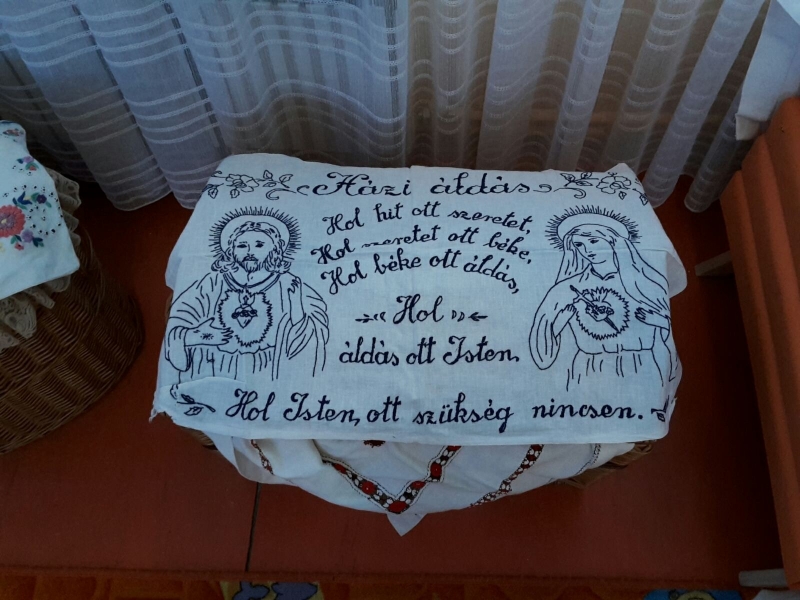 Házi áldás
Hol hit ott szeretet,
Hol szeretet ott béke,
Hol béke ott áldás,
Hol
áldás ott Isten.
Hol Isten, ott szükség nincsen.